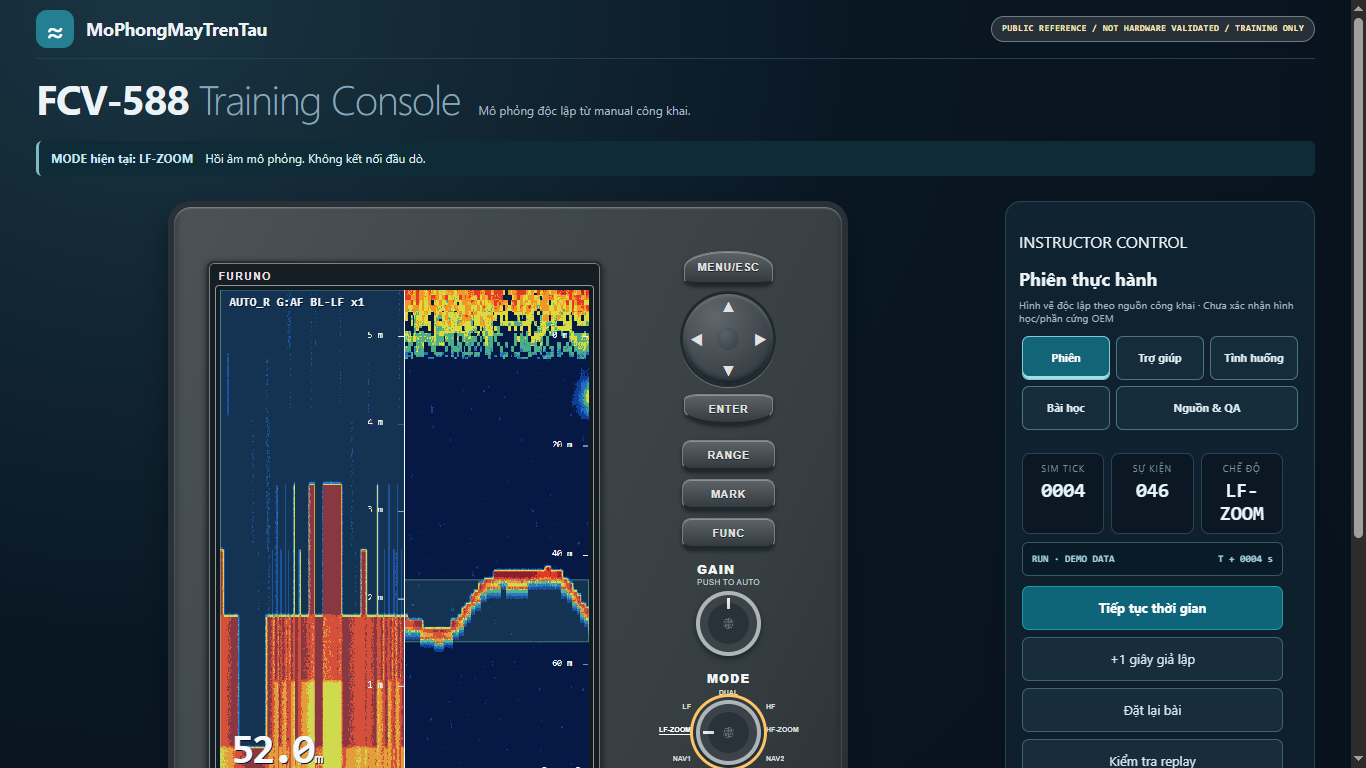 ≈
MoPhongMayTrenTau
PUBLIC REFERENCE / NOT HARDWARE VALIDATED / TRAINING ONLY
FCV-588 Training Console Mô phỏng độc lập từ manual công khai.
MODE hiện tại: LF-ZOOM Hồi âm mô phỏng. Không kết nối đầu dò.
FURUNO
AUTO_R G:AF BL-LF x1
5 m
4 m
3 m
2 m
1 m
52.0m
0 m
20 m
40 m
60 m
MENU/ESC
ENTER
RANGE
MARK
FUNC
GAIN
PUSH TO AUTO
MODE
DUAL
LF
HF
LF-ZOOM
HF-ZOOM
NAV1
NAV2
INSTRUCTOR CONTROL
Phiên thực hành
Hình vẽ độc lập theo nguồn công khai · Chưa xác nhận hình
học/phần cứng OEM
Phiên
Trợ giúp
Tình huống
Bài học
Nguồn & QA
SIM TICK
0004
SỰ KIỆN
046
CHẾ ĐỘ
LF-
ZOOM
RUN · DEMO DATA
T + 0004 s
Tiếp tục thời gian
+1 giây giả lập
Đặt lại bài
Kiểm tra replay